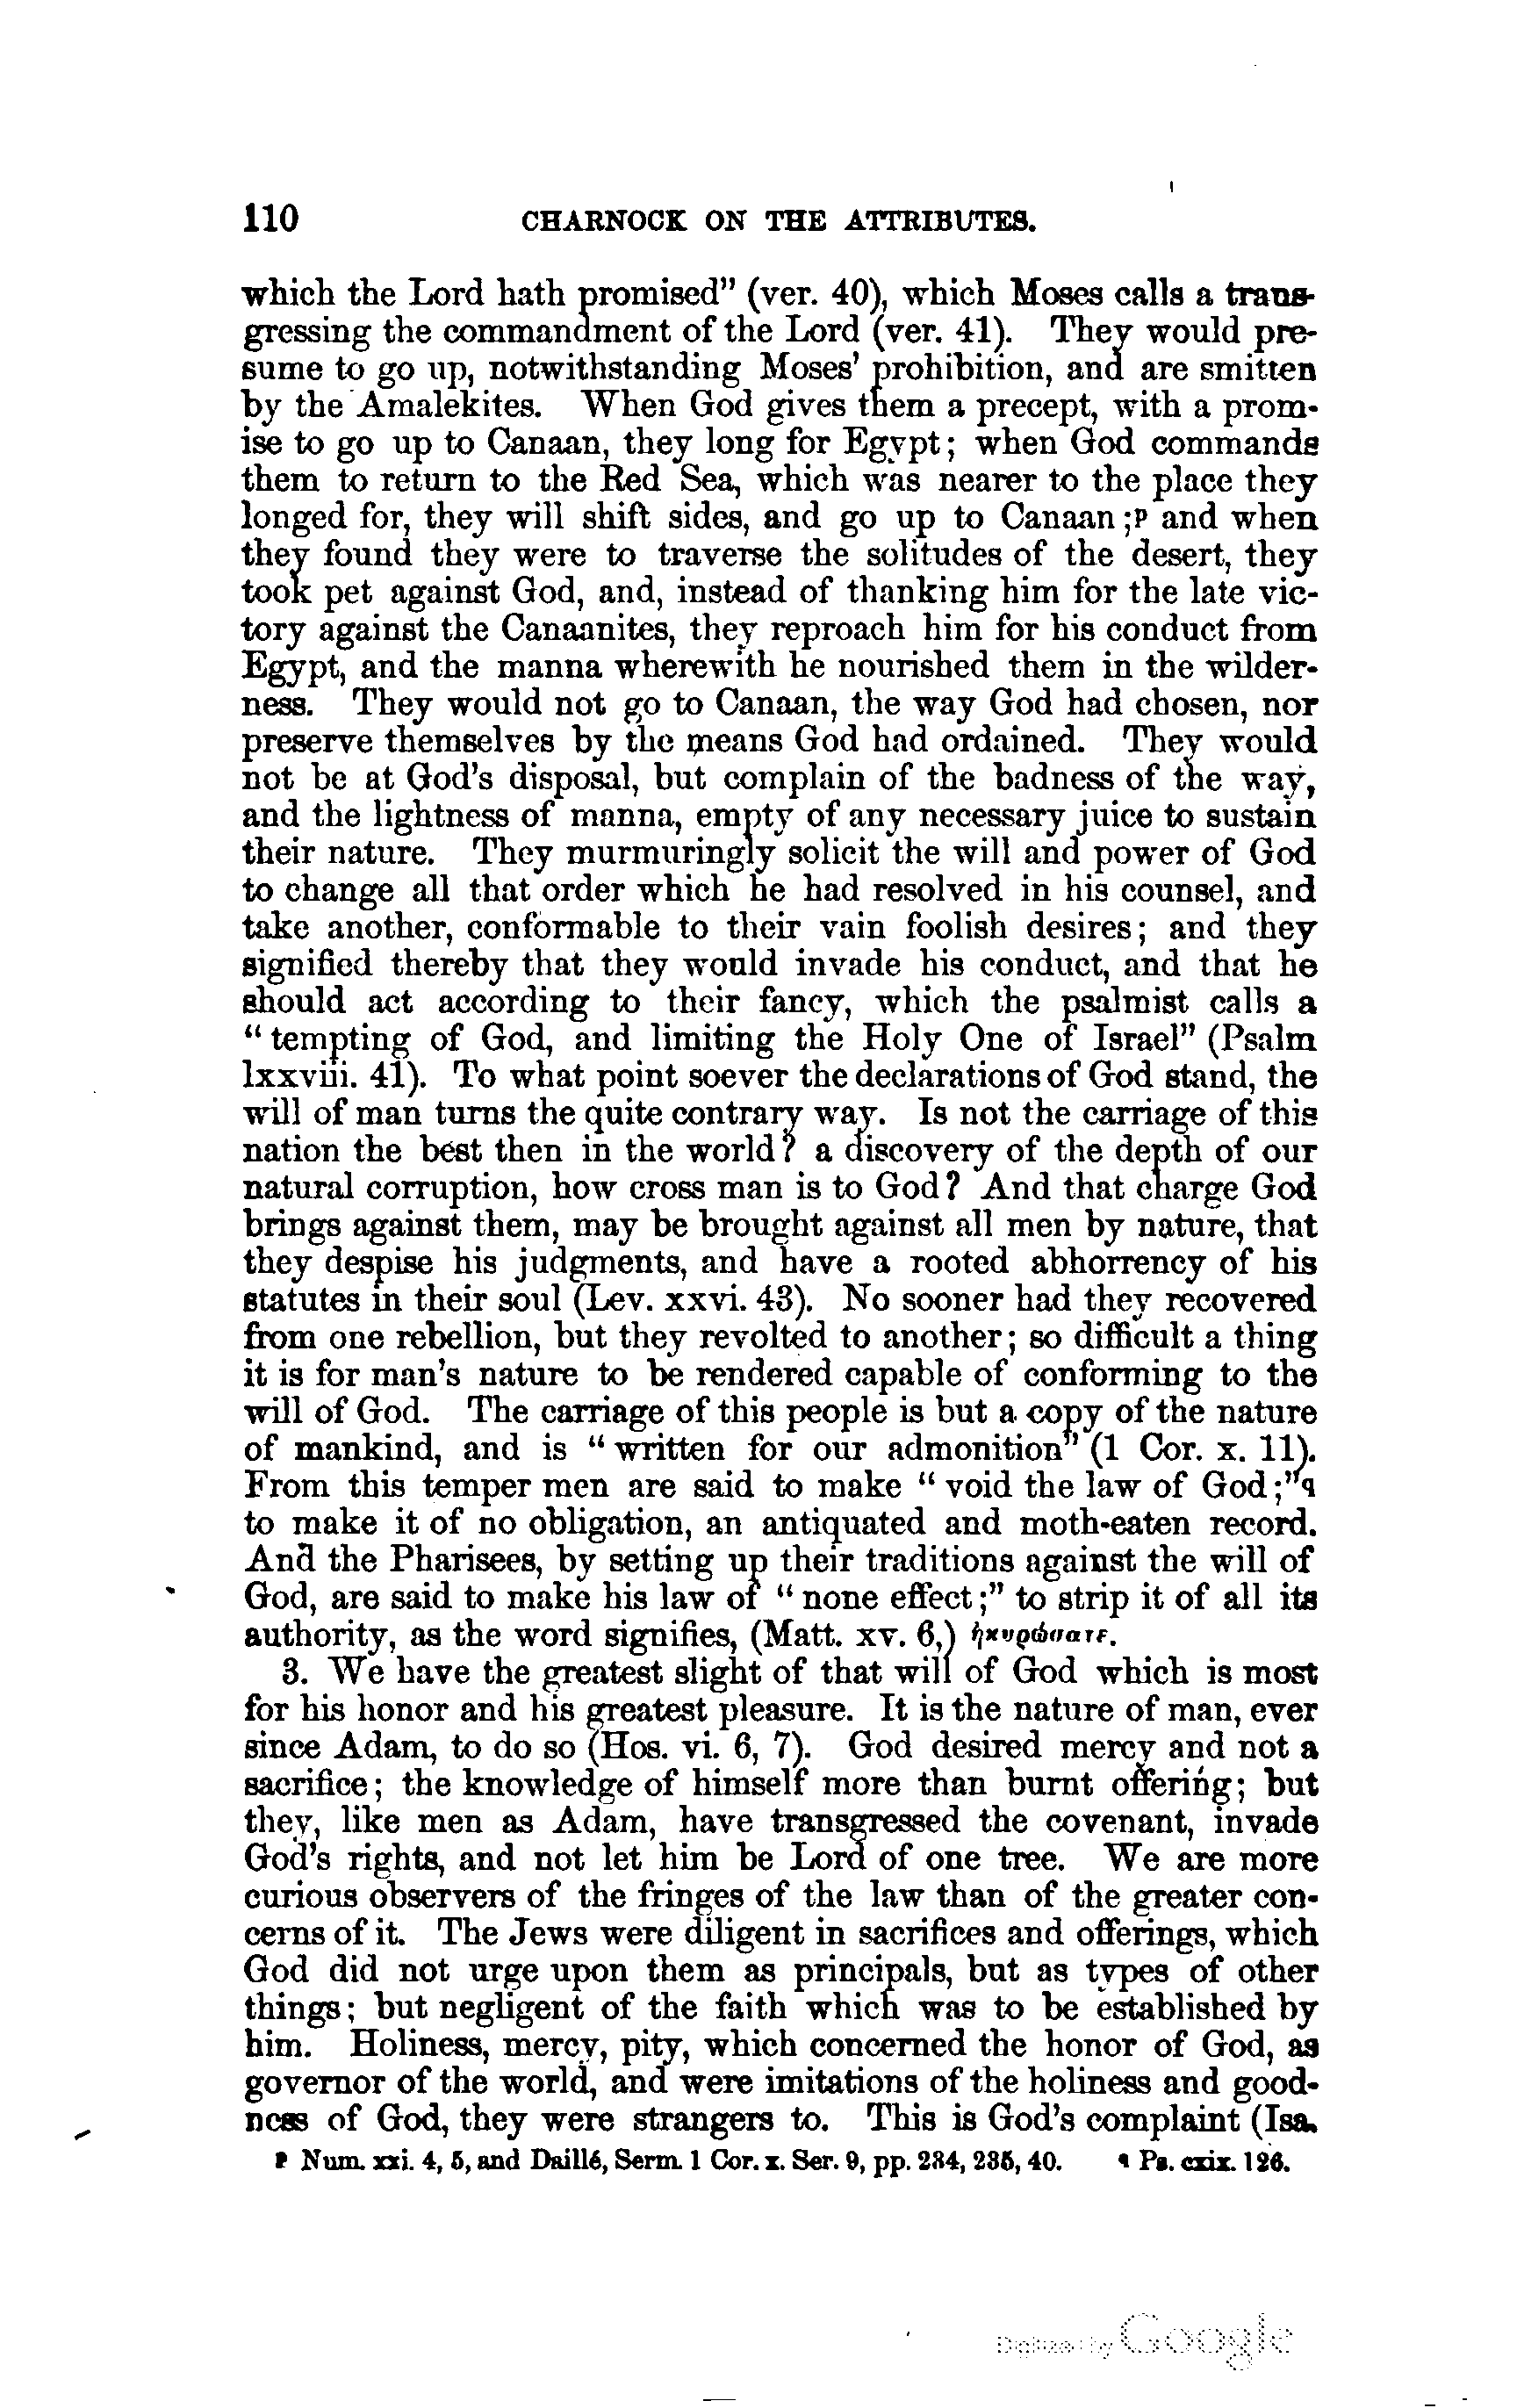 110 CHARNOCK ON THE ATTRIBUTES.
which the Lord hath promised" (ver. 40), which Moses calls a trans-
gressing the commandment of the Lord (ver. 41). They would pre-
sume to go up, notwithstanding Moses' prohibition, and are smitten
by the Amalekites. When God gives them a precept, with a prom-
ise to go up to Canaan, they long for Egypt; when God commands
them to return to the Red Sea, which was nearer to the place they
longed for, they will shift sides, and go up to Canaan;p and when
they found they were to traverse the solitudes of the desert, they
took pet against God, and, instead of thanking him for the late vic-
tory against the Canaanites, they reproach him for his conduct from
Egypt, and the manna wherewith he nourished them in the wilder-
ness. They would not go to Canaan, the way God had chosen, nor
preserve themselves by the means God had ordained. They would
not be at God's disposal, but complain of the badness of the way,
and the lightness of manna, empty of any necessary juice to sustain
their nature. They murmuringly solicit the will and power of God
to change all that order which he had resolved in his counsel, and
take another, conformable to their vain foolish desires; and they
signified thereby that they would invade his conduct, and that he
should act according to their fancy, which the psalmist calls a
"tempting of God, and limiting the Holy One of Israel" (Psalm
lxxviii. 41). To what point soever the declarations of God stand, the
will of man turns the quite contrary way. Is not the carriage of this
nation the best then in the world? a discovery of the depth of our
natural corruption, how cross man is to God? And that charge God
brings against them, may be brought against all men by nature, that
they despise his judgments, and have a rooted abhorrency of his
statutes in their soul (Lev. xxvi. 43). No sooner had they recovered
from one rebellion, but they revolted to another; so difficult a thing
it is for man's nature to be rendered capable of conforming to the
will of God. The carriage of this people is but a copy of the nature
of mankind, and is "written for our admonition" (1 Cor. x. 11).
From this temper men are said to make "void the law of God;"q
to make it of no obligation, an antiquated and moth-eaten record.
And the Pharisees, by setting up their traditions against the will of
God, are said to make his law of "none effect;" to strip it of all its
authority, as the word signifies, (Matt. xv. 6,) ἠκυρώσατε.
3. We have the greatest slight of that will of God which is most
for his honor and his greatest pleasure. It is the nature of man, ever
since Adam, to do so (Hos. vi. 6, 7). God desired mercy and not a
sacrifice; the knowledge of himself more than burnt offering; but
they, like men as Adam, have transgressed the covenant, invade
God's rights, and not let him be Lord of one tree. We are more
curious observers of the fringes of the law than of the greater con-
cerns of it. The Jews were diligent in sacrifices and offerings, which
God did not urge upon them as principals, but as types of other
things; but negligent of the faith which was to be established by
him. Holiness, mercy, pity, which concerned the honor of God, as
governor of the world, and were imitations of the holiness and good-
ness of God, they were strangers to. This is God's complaint (Isa.
p Num. xxi. 4, 5, and Daillé, Serm. 1 Cor. x. Ser. 9, pp. 234, 235, 40. q Ps. cxix. 126.
Digitized by Google